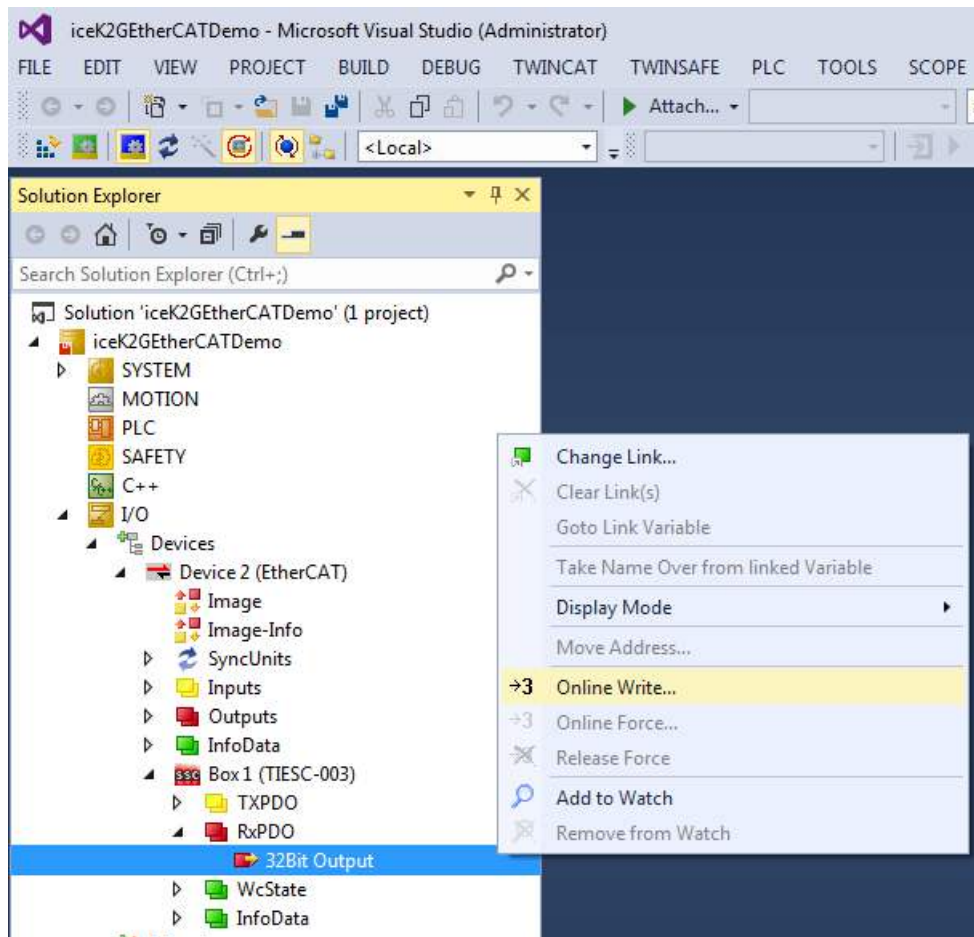 iceK2GEtherCATDemo - Microsoft Visual Studio (Administrator)
FILE EDIT VIEW PROJECT BUILD DEBUG TWINCAT TWINSAFE PLC TOOLS SCOPE
Attach...
<Local>
Solution Explorer
Search Solution Explorer (Ctrl+;)
Solution 'iceK2GEtherCATDemo' (1 project)
iceK2GEtherCATDemo
SYSTEM
MOTION
PLC
SAFETY
C++
I/O
Devices
Device 2 (EtherCAT)
Image
Image-Info
SyncUnits
Inputs
Outputs
InfoData
Box 1 (TIESC-003)
TXPDO
RxPDO
32Bit Output
WcState
InfoData
Change Link...
Clear Link(s)
Goto Link Variable
Take Name Over from linked Variable
Display Mode
Move Address...
Online Write...
Online Force...
Release Force
Add to Watch
Remove from Watch